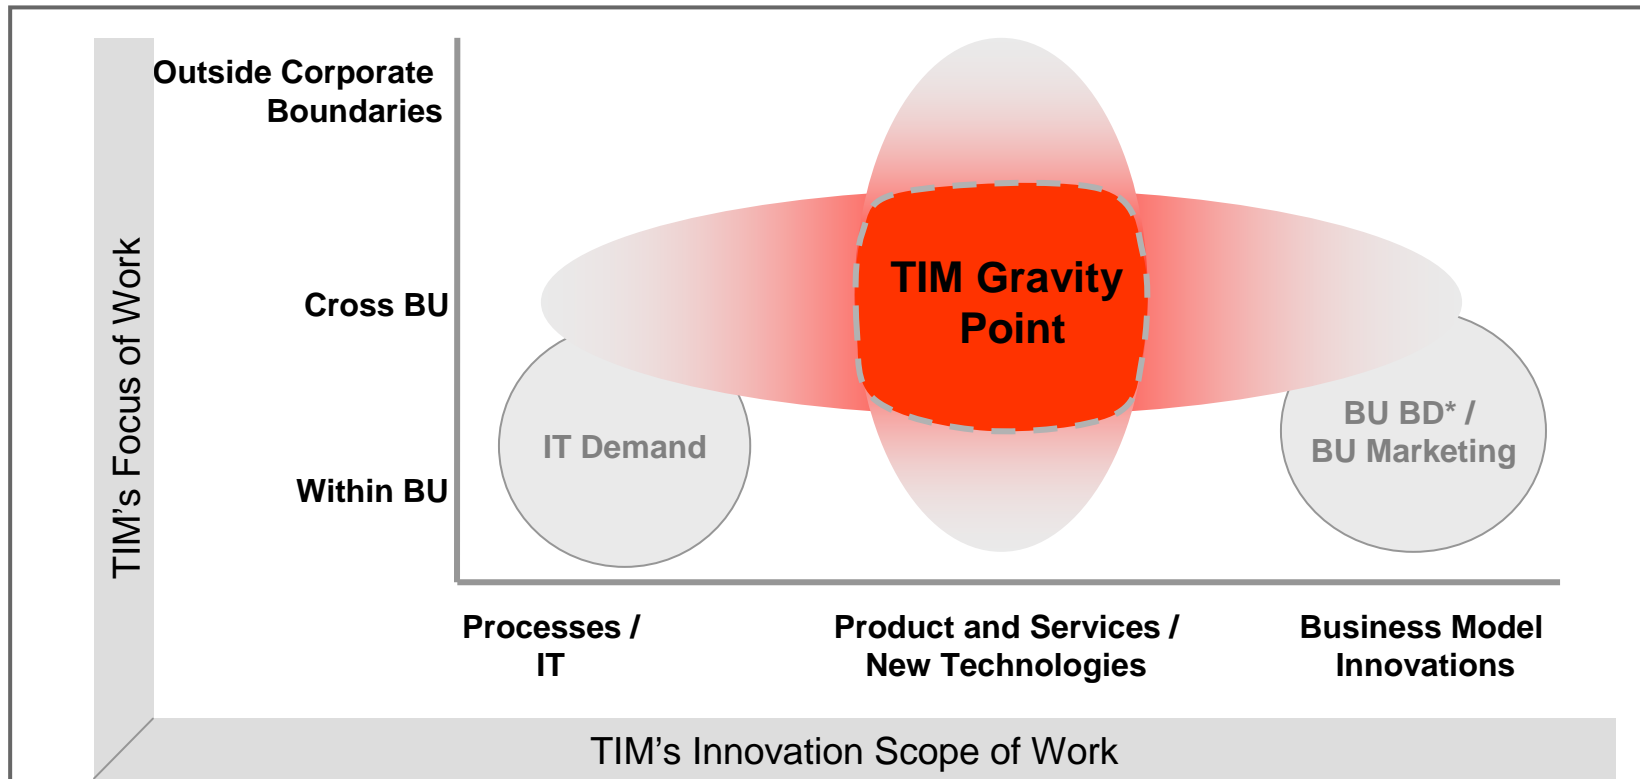 Outside Corporate
Boundaries
Cross BU
Within BU
TIM's Focus of Work
TIM Gravity
Point
IT Demand
BU BD* /
BU Marketing
Processes /
IT
Product and Services /
New Technologies
Business Model
Innovations
TIM's Innovation Scope of Work